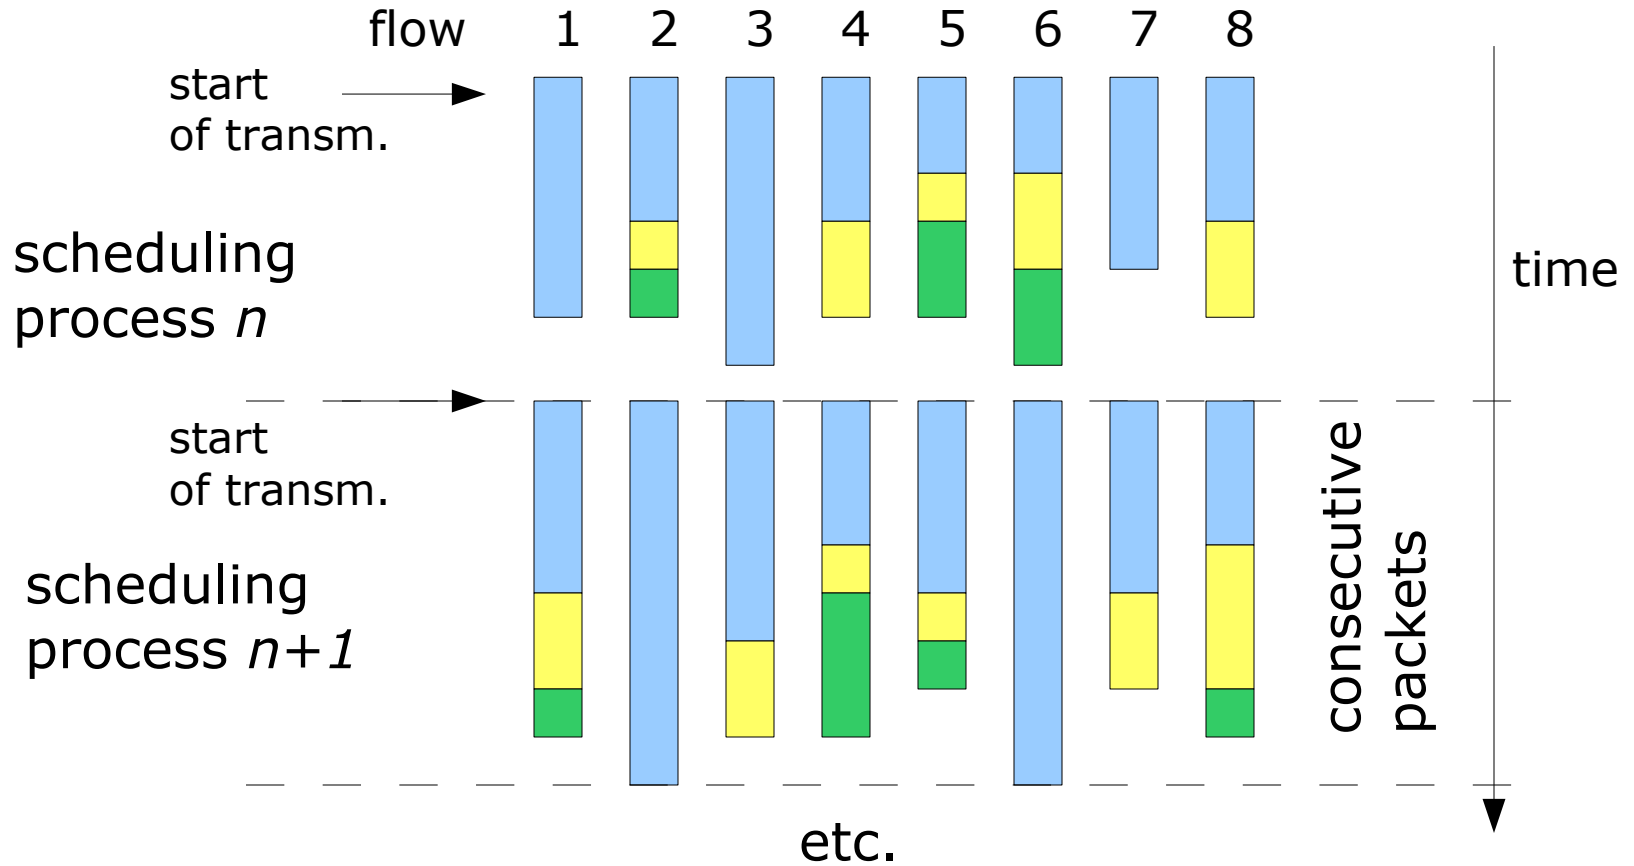 flow 1 2 3 4 5 6 7 8
start
of transm.
scheduling
process n
time
start
of transm.
scheduling
process n+1
consecutive
packets
etc.